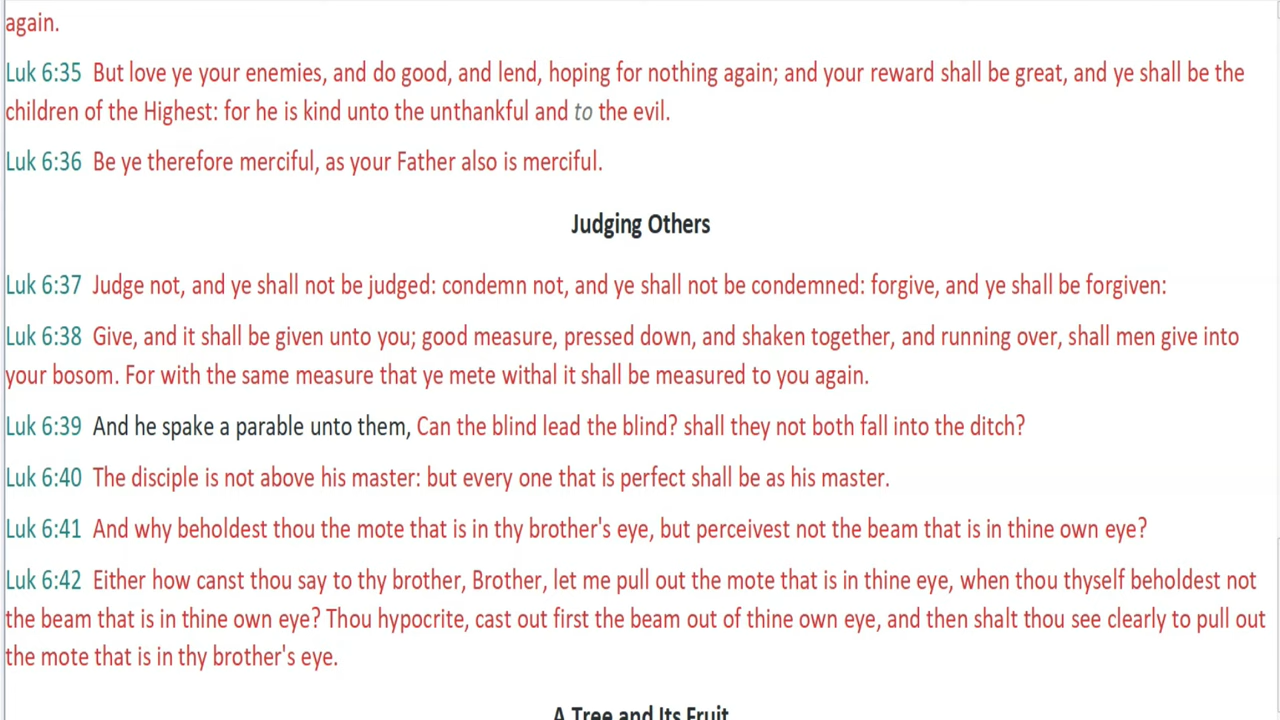 again.
Luk 6:35 But love ye your enemies, and do good, and lend, hoping for nothing again; and your reward shall be great, and ye shall be the
children of the Highest: for he is kind unto the unthankful and to the evil.
Luk 6:36 Be ye therefore merciful, as your Father also is merciful.
Judging Others
Luk 6:37 Judge not, and ye shall not be judged: condemn not, and ye shall not be condemned: forgive, and ye shall be forgiven:
Luk 6:38 Give, and it shall be given unto you; good measure, pressed down, and shaken together, and running over, shall men give into
your bosom. For with the same measure that ye mete withal it shall be measured to you again.
Luk 6:39 And he spake a parable unto them, Can the blind lead the blind? shall they not both fall into the ditch?
Luk 6:40 The disciple is not above his master: but every one that is perfect shall be as his master.
Luk 6:41 And why beholdest thou the mote that is in thy brother's eye, but perceivest not the beam that is in thine own eye?
Luk 6:42 Either how canst thou say to thy brother, Brother, let me pull out the mote that is in thine eye, when thou thyself beholdest not
the beam that is in thine own eye? Thou hypocrite, cast out first the beam out of thine own eye, and then shalt thou see clearly to pull out
the mote that is in thy brother's eye.
A Tree and Its Fruit